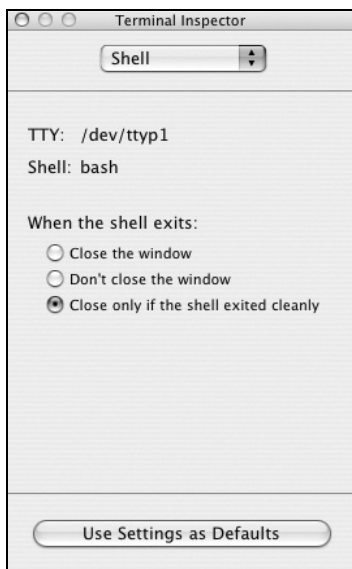 Terminal Inspector
Shell
TTY: /dev/ttyp1
Shell: bash
When the shell exits:
Close the window
Don't close the window
Close only if the shell exited cleanly
Use Settings as Defaults